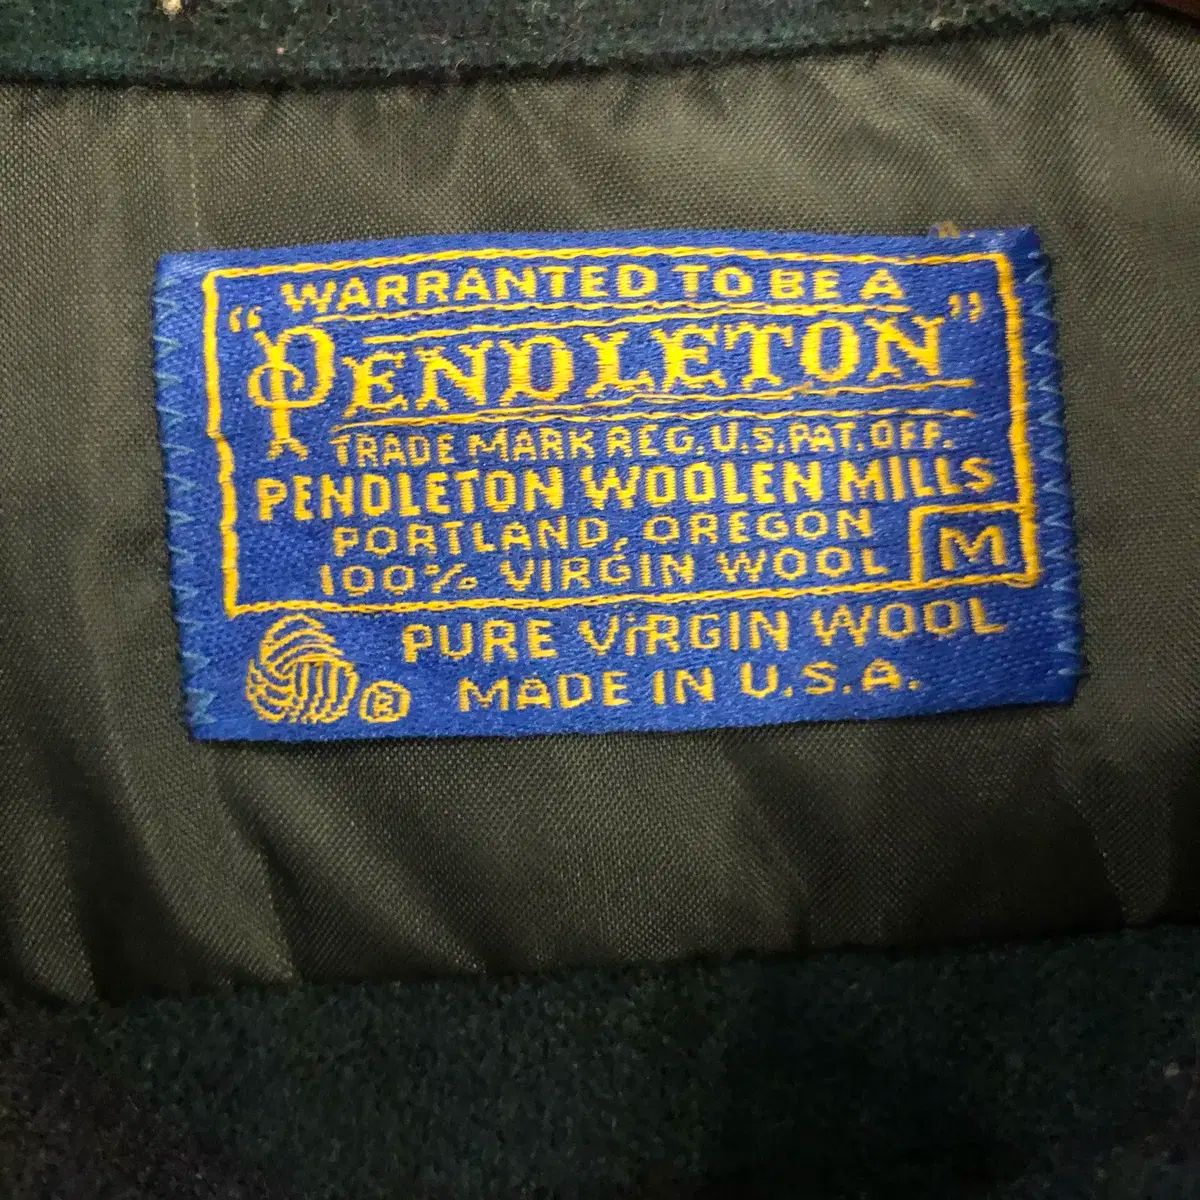 WARRANTED TO BE A
"PENDLETON"
TRADE MARK REG. U.S. PAT. OFF.
PENDLETON WOOLEN MILLS
PORTLAND, OREGON
100% VIRGIN WOOL M
PURE VIRGIN WOOL
® MADE IN U.S.A.